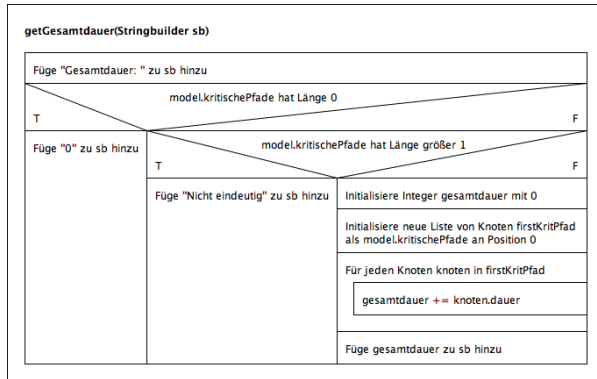 getGesamtdauer(Stringbuilder sb)
Füge "Gesamtdauer: " zu sb hinzu
model.kritischePfade hat Länge 0
T
F
Füge "0" zu sb hinzu
model.kritischePfade hat Länge größer 1
T
F
Füge "Nicht eindeutig" zu sb hinzu
Initialisiere Integer gesamtdauer mit 0
Initialisiere neue Liste von Knoten firstKritPfad
als model.kritischePfade an Position 0
Für jeden Knoten knoten in firstKritPfad
gesamtdauer += knoten.dauer
Füge gesamtdauer zu sb hinzu